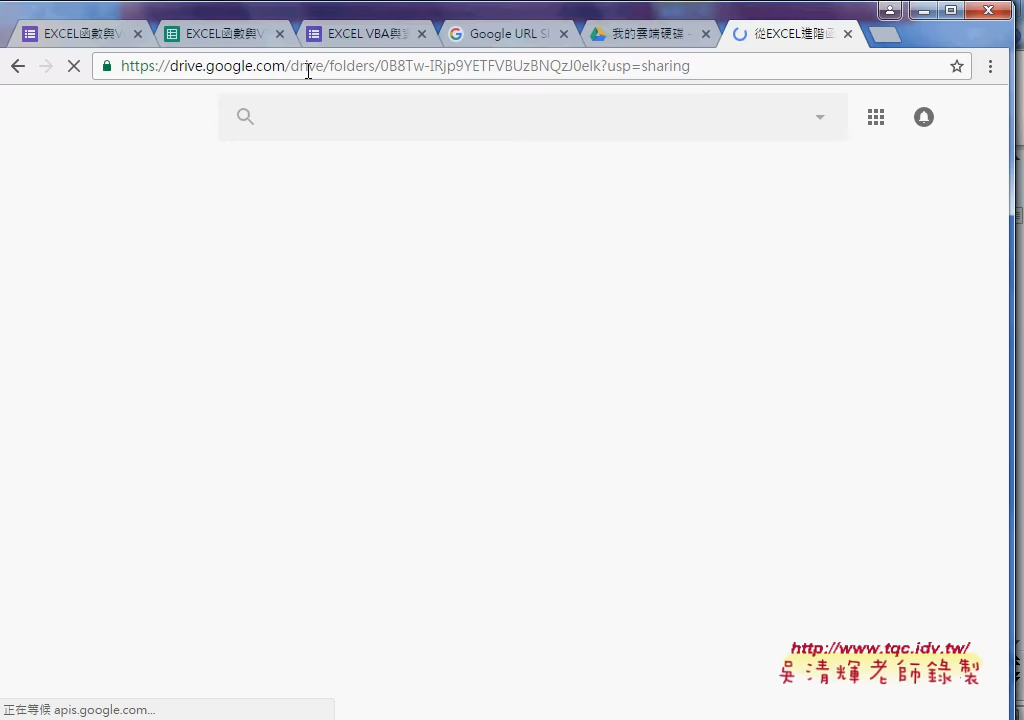 EXCEL函數與V
EXCEL函數與V
EXCEL VBA與
Google URL S
我的雲端硬碟 -
從EXCEL進階函
https://drive.google.com/drive/folders/0B8Tw-IRjp9YETFVBUzBNQzJ0elk?usp=sharing
http://www.tqc.idv.tw/
吳清輝老師錄製
正在等候 apis.google.com...